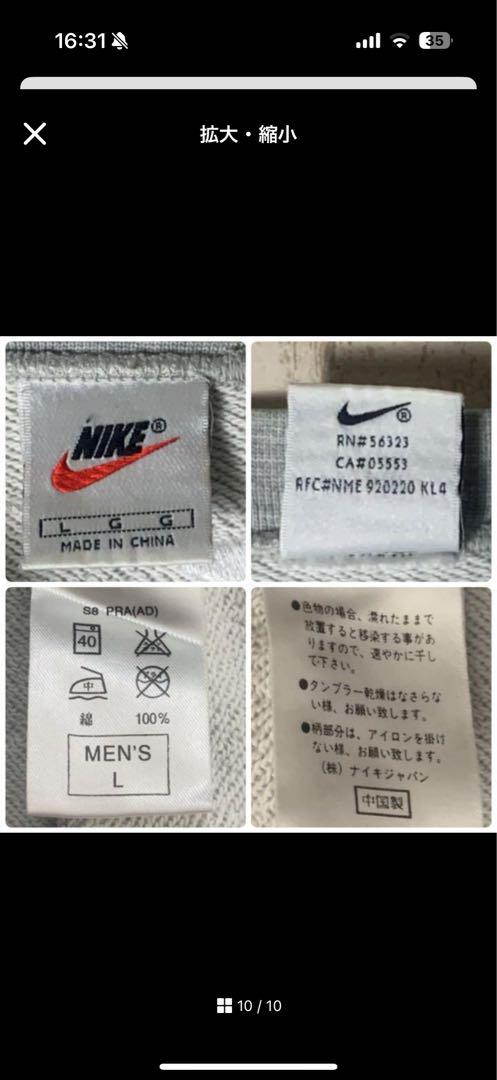 16:31
35
拡大・縮小
NIKE®
L G G
MADE IN CHINA
®
RN#56323
CA#05553
RFC#NME 920220 KL4
S8 PRA(AD)
40
中
綿 100%
MEN'S
L
●色物の場合、濡れたままで
放置すると移染する事があ
りますので、速やかに干し
て下さい。
●タンブラー乾燥はなさらな
い様、お願い致します。
●柄部分は、アイロンを掛け
ない様、お願い致します。
(株) ナイキジャパン
中国製
10 / 10